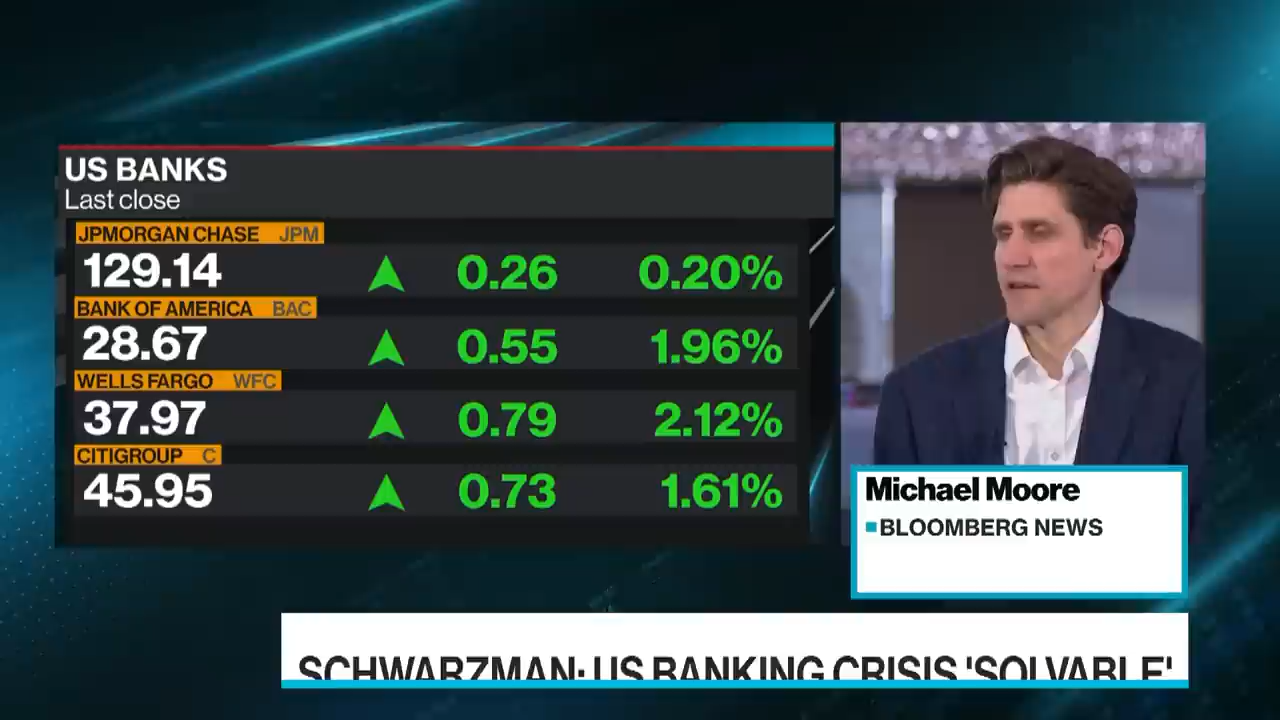 US BANKS
Last close
JPMORGAN CHASE JPM
129.14 0.26 0.20%
BANK OF AMERICA BAC
28.67 0.55 1.96%
WELLS FARGO WFC
37.97 0.79 2.12%
CITIGROUP C
45.95 0.73 1.61%
Michael Moore
BLOOMBERG NEWS
SCHWARZMAN: US BANKING CRISIS 'SOLVABLE'